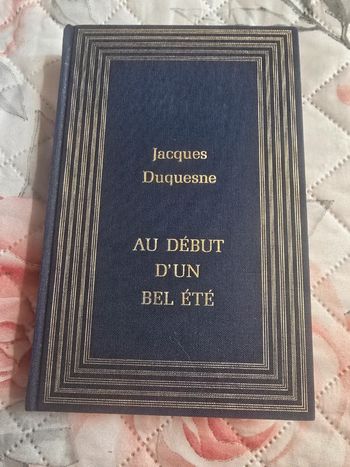 Jacques
Duquesne
AU DÉBUT
D'UN
BEL ÉTÉ